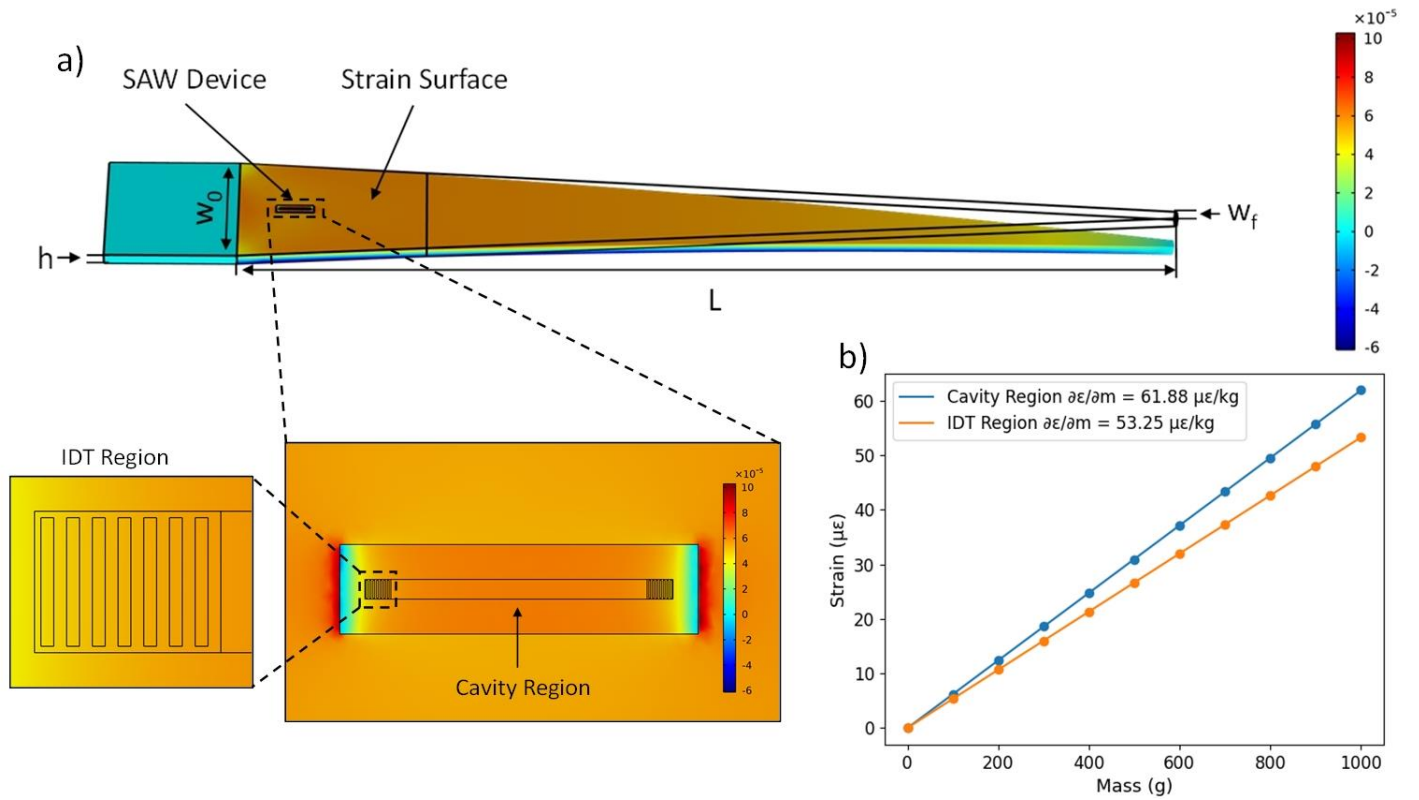 a)
SAW Device
Strain Surface
×10⁻⁵
10
8
6
4
2
0
-2
-4
-6
w₀
w_f
h
L
b)
Cavity Region ∂ε/∂m = 61.88 με/kg
IDT Region ∂ε/∂m = 53.25 με/kg
60
50
40
30
20
10
0
Strain (με)
0 200 400 600 800 1000
Mass (g)
IDT Region
×10⁻⁵
10
8
6
4
2
0
-2
-4
-6
Cavity Region